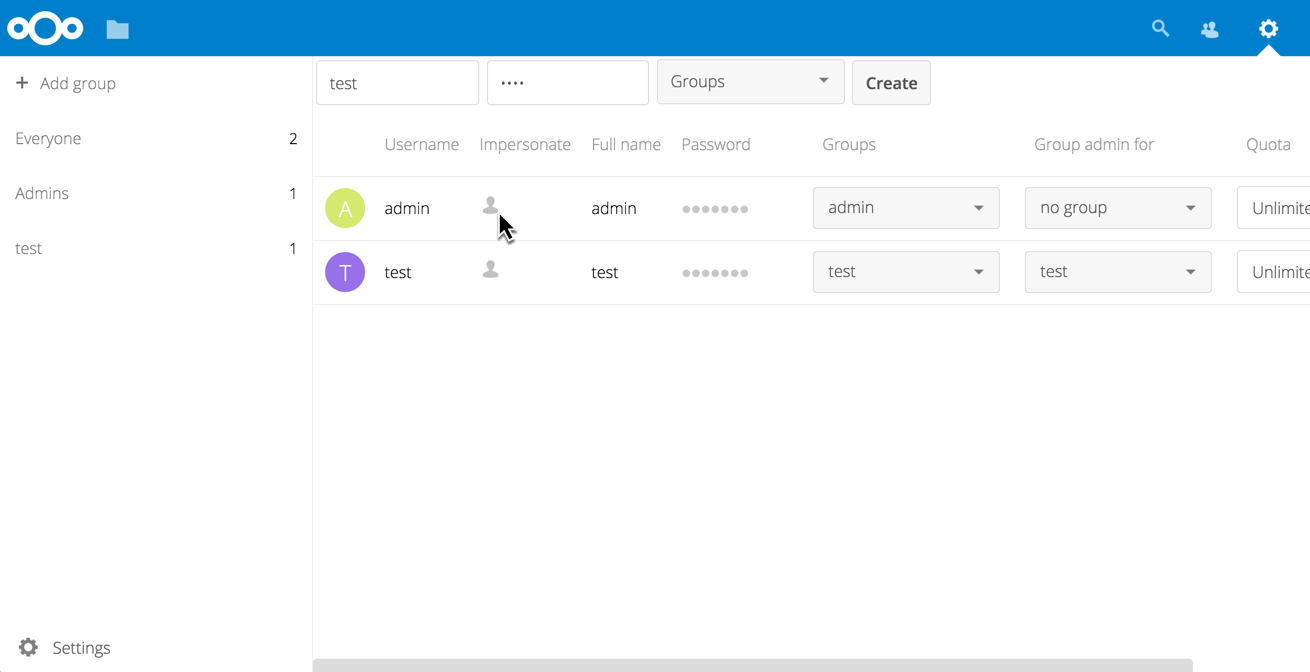 + Add group
Everyone 2
Admins 1
test 1
Settings
test •••• Groups Create
Username Impersonate Full name Password Groups Group admin for Quota
A admin admin ●●●●●●● admin no group Unlimite
T test test ●●●●●●● test test Unlimite